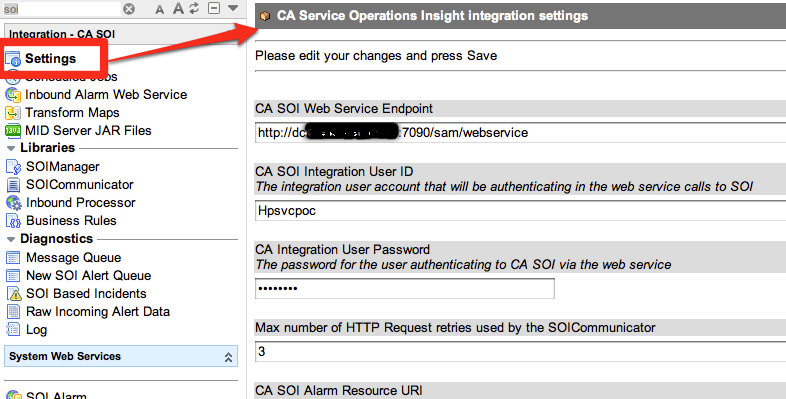 soi
A A
Integration - CA SOI
Settings
Scheduled Jobs
Inbound Alarm Web Service
Transform Maps
MID Server JAR Files
Libraries
SOIManager
SOICommunicator
Inbound Processor
Business Rules
Diagnostics
Message Queue
New SOI Alert Queue
SOI Based Incidents
Raw Incoming Alert Data
Log
System Web Services
SOI Alarm
CA Service Operations Insight integration settings
Please edit your changes and press Save
CA SOI Web Service Endpoint
http://dc :7090/sam/webservice
CA SOI Integration User ID
The integration user account that will be authenticating in the web service calls to SOI
Hpsvcpoc
CA Integration User Password
The password for the user authenticating to CA SOI via the web service
••••••••
Max number of HTTP Request retries used by the SOICommunicator
3
CA SOI Alarm Resource URI